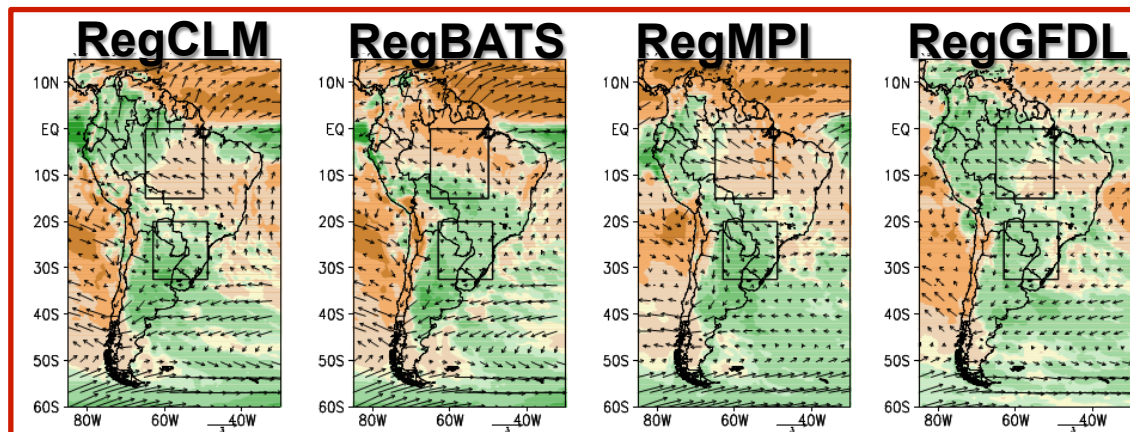 RegCLM RegBATS RegMPI RegGFDL
10N 10N 10N 10N
EQ EQ EQ EQ
10S 10S 10S 10S
20S 20S 20S 20S
30S 30S 30S 30S
40S 40S 40S 40S
50S 50S 50S 50S
60S 60S 60S 60S
80W 60W 40W 80W 60W 40W 80W 60W 40W 80W 60W 40W